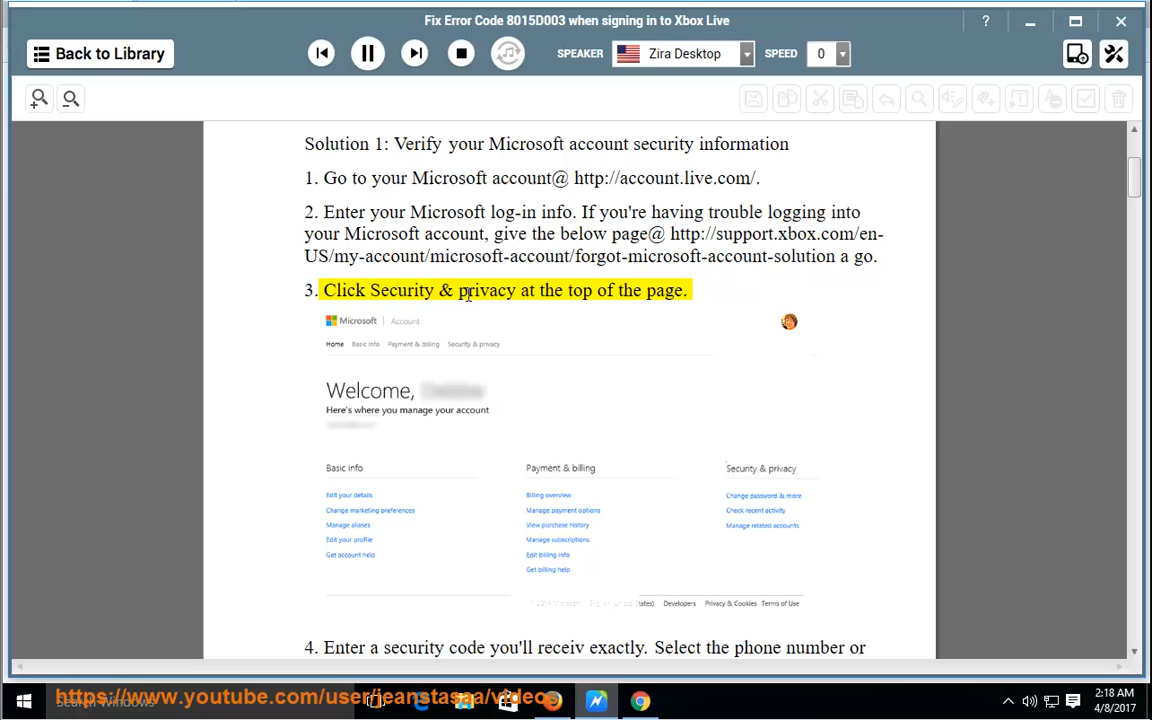 Fix Error Code 8015D003 when signing in to Xbox Live
?
Back to Library
SPEAKER Zira Desktop SPEED 0
Solution 1: Verify your Microsoft account security information
1. Go to your Microsoft account@ http://account.live.com/.
2. Enter your Microsoft log-in info. If you're having trouble logging into
your Microsoft account, give the below page@ http://support.xbox.com/en-
US/my-account/microsoft-account/forgot-microsoft-account-solution a go.
3. Click Security & privacy at the top of the page.
Microsoft | Account
Home Basic info Payment & billing Security & privacy
Welcome,
Here's where you manage your account
Basic info Payment & billing Security & privacy
Edit your details Billing overview Change password & more
Change marketing preferences Manage payment options Check recent activity
Manage aliases View purchase history Manage related accounts
Edit your profile Manage subscriptions
Get account help Edit billing info
Get billing help
Developers Privacy & Cookies Terms of Use
4. Enter a security code you'll receiv exactly. Select the phone number or
https://www.youtube.com/user/jeanstasaa/videos
Search Windows
2:18 AM
4/8/2017